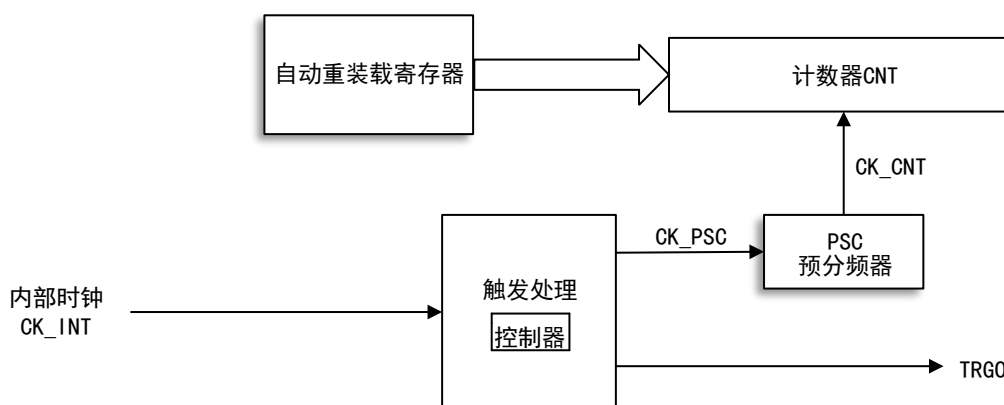 自动重装载寄存器
计数器CNT
CK_CNT
CK_PSC
PSC
预分频器
内部时钟
CK_INT
触发处理
控制器
TRGO